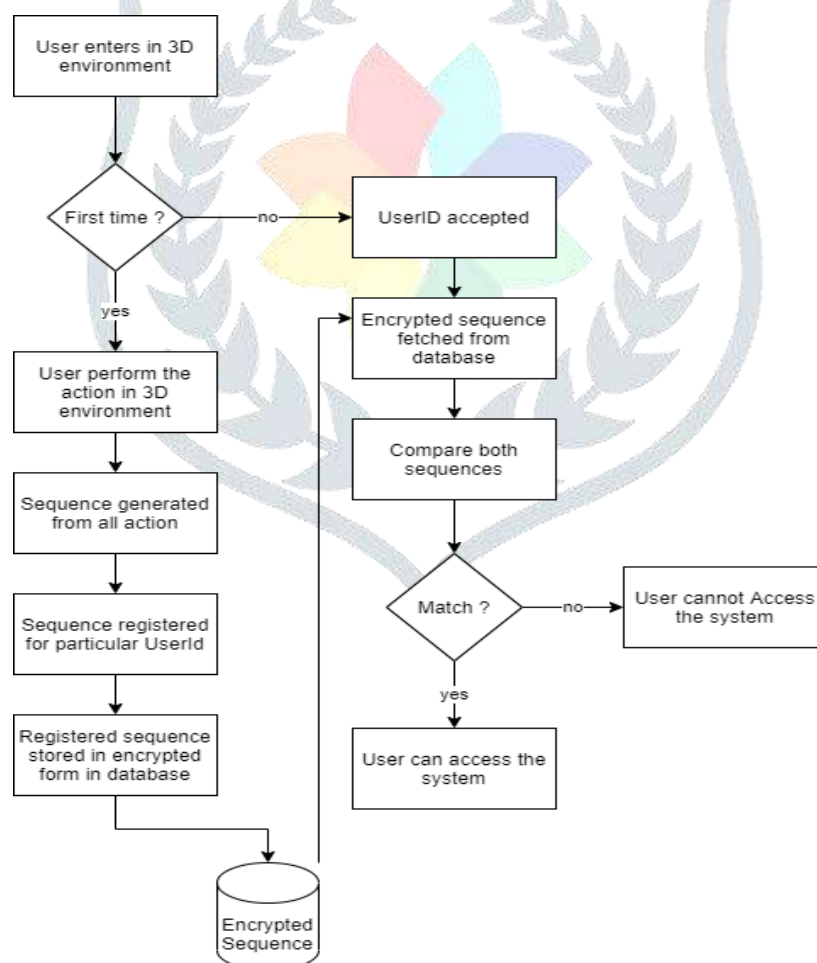 User enters in 3D
environment
First time ?
no
UserID accepted
yes
Encrypted sequence
fetched from
database
User perform the
action in 3D
environment
Compare both
sequences
Sequence generated
from all action
Match ?
no
User cannot Access
the system
Sequence registered
for particular UserId
yes
Registered sequence
stored in encrypted
form in database
User can access the
system
Encrypted
Sequence